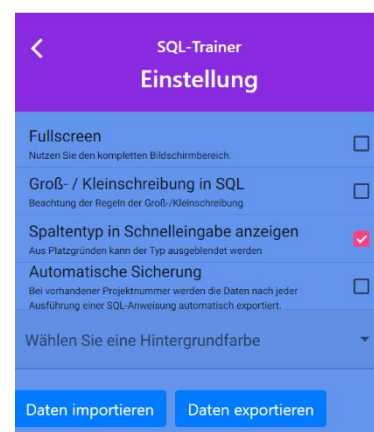 SQL-Trainer
Einstellung
Fullscreen
Nutzen Sie den kompletten Bildschirmbereich.
Groß- / Kleinschreibung in SQL
Beachtung der Regeln der Groß-/Kleinschreibung
Spaltentyp in Schnelleingabe anzeigen
Aus Platzgründen kann der Typ ausgeblendet werden
Automatische Sicherung
Bei vorhandener Projektnummer werden die Daten nach jeder
Ausführung einer SQL-Anweisung automatisch exportiert.
Wählen Sie eine Hintergrundfarbe
Daten importieren Daten exportieren